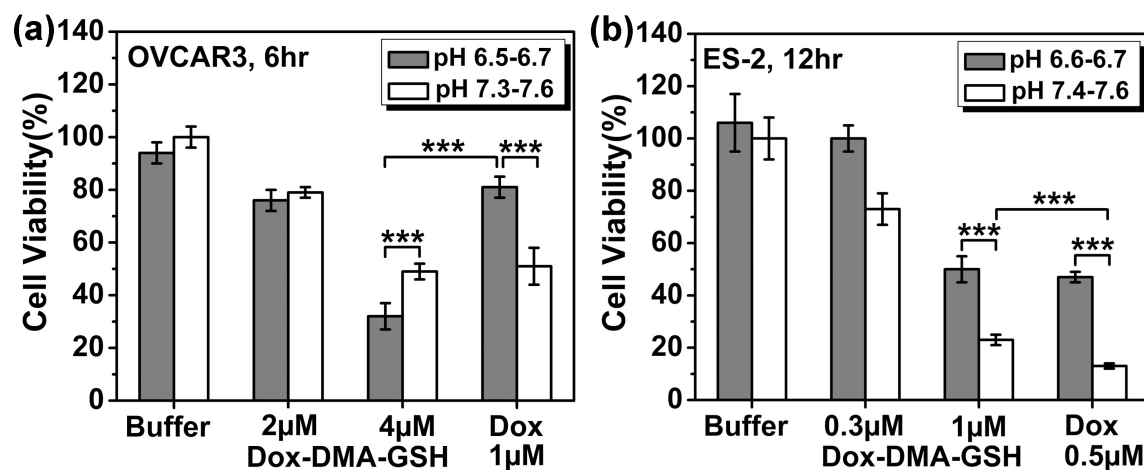 (a)
OVCAR3, 6hr
pH 6.5-6.7
pH 7.3-7.6
Cell Viability(%)
140
120
100
80
60
40
20
0
***
***
***
Buffer
2µM
4µM
Dox
Dox-DMA-GSH
1µM
(b)
ES-2, 12hr
pH 6.6-6.7
pH 7.4-7.6
Cell Viability(%)
140
120
100
80
60
40
20
0
***
***
***
Buffer
0.3µM
1µM
Dox
Dox-DMA-GSH
0.5µM